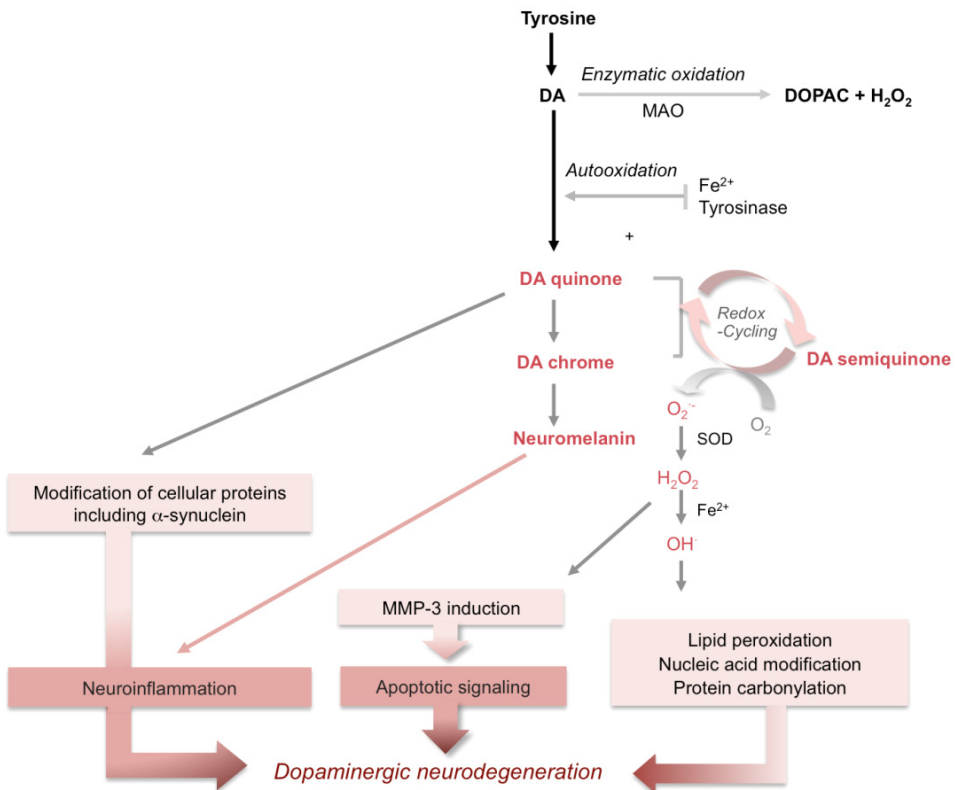 Tyrosine
Enzymatic oxidation
DA
MAO
DOPAC + H₂O₂
Autooxidation
Fe²⁺
Tyrosinase
+
DA quinone
Redox
-Cycling
DA chrome
DA semiquinone
O₂·⁻
O₂
Neuromelanin
SOD
H₂O₂
Modification of cellular proteins
including α-synuclein
Fe²⁺
OH·
MMP-3 induction
Lipid peroxidation
Nucleic acid modification
Protein carbonylation
Neuroinflammation
Apoptotic signaling
Dopaminergic neurodegeneration